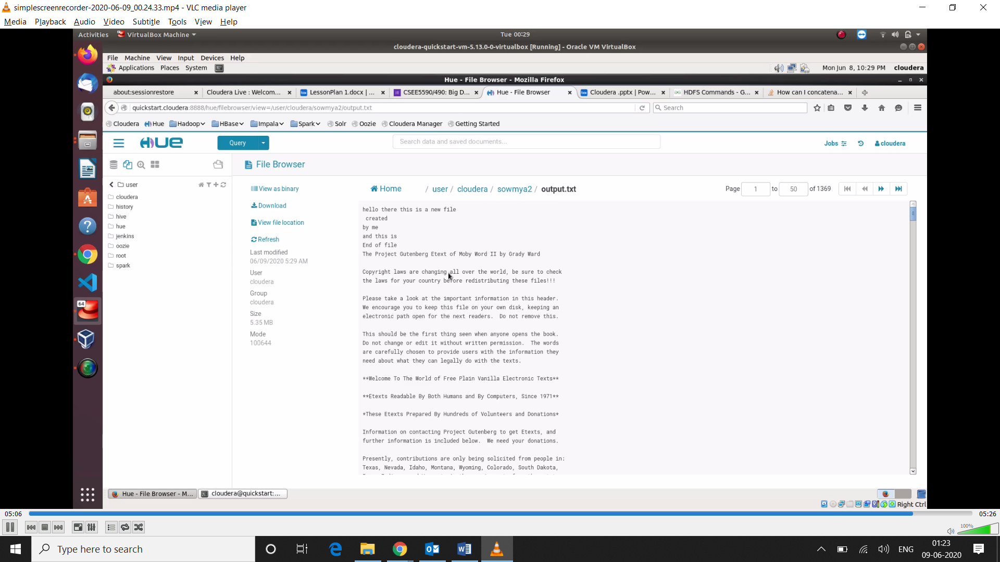 simplescreenrecorder-2020-06-09_00.24.33.mp4 - VLC media player
Media Playback Audio Video Subtitle Tools View Help
Activities VirtualBox Machine Tue 00:29
cloudera-quickstart-vm-5.13.0-0-virtualbox [Running] - Oracle VM VirtualBox
File Machine View Input Devices Help
Applications Places System Mon Jun 8, 10:29 PM cloudera
Hue - File Browser - Mozilla Firefox
about:sessionrestore Cloudera Live : Welcom... LessonPlan 1.docx | ... CSEE5590/490: Big D... Hue - File Browser Cloudera .pptx | Pow... HDFS Commands - G... How can I concatena...
quickstart.cloudera:8888/hue/filebrowser/view=/user/cloudera/sowmya2/output.txt Search
Cloudera Hue Hadoop HBase Impala Spark Solr Oozie Cloudera Manager Getting Started
HUE Query Search data and saved documents... Jobs cloudera
File Browser
user
cloudera
history
hive
hue
jenkins
oozie
root
spark
View as binary
Download
View file location
Refresh
Last modified
06/09/2020 5:29 AM
User
cloudera
Group
cloudera
Size
5.35 MB
Mode
100644
Home / user / cloudera / sowmya2 / output.txt Page 1 to 50 of 1369
hello there this is a new file
created
by me
and this is
End of file
The Project Gutenberg Etext of Moby Word II by Grady Ward
Copyright laws are changing all over the world, be sure to check
the laws for your country before redistributing these files!!!
Please take a look at the important information in this header.
We encourage you to keep this file on your own disk, keeping an
electronic path open for the next readers. Do not remove this.
This should be the first thing seen when anyone opens the book.
Do not change or edit it without written permission. The words
are carefully chosen to provide users with the information they
need about what they can legally do with the texts.
**Welcome To The World of Free Plain Vanilla Electronic Texts**
**Etexts Readable By Both Humans and By Computers, Since 1971**
*These Etexts Prepared By Hundreds of Volunteers and Donations*
Information on contacting Project Gutenberg to get Etexts, and
further information is included below. We need your donations.
Presently, contributions are only being solicited from people in:
Texas, Nevada, Idaho, Montana, Wyoming, Colorado, South Dakota,
64
Hue - File Browser - M... cloudera@quickstart:...
Right Ctrl
05:06 05:26
100%
Type here to search
ENG
01:23
09-06-2020